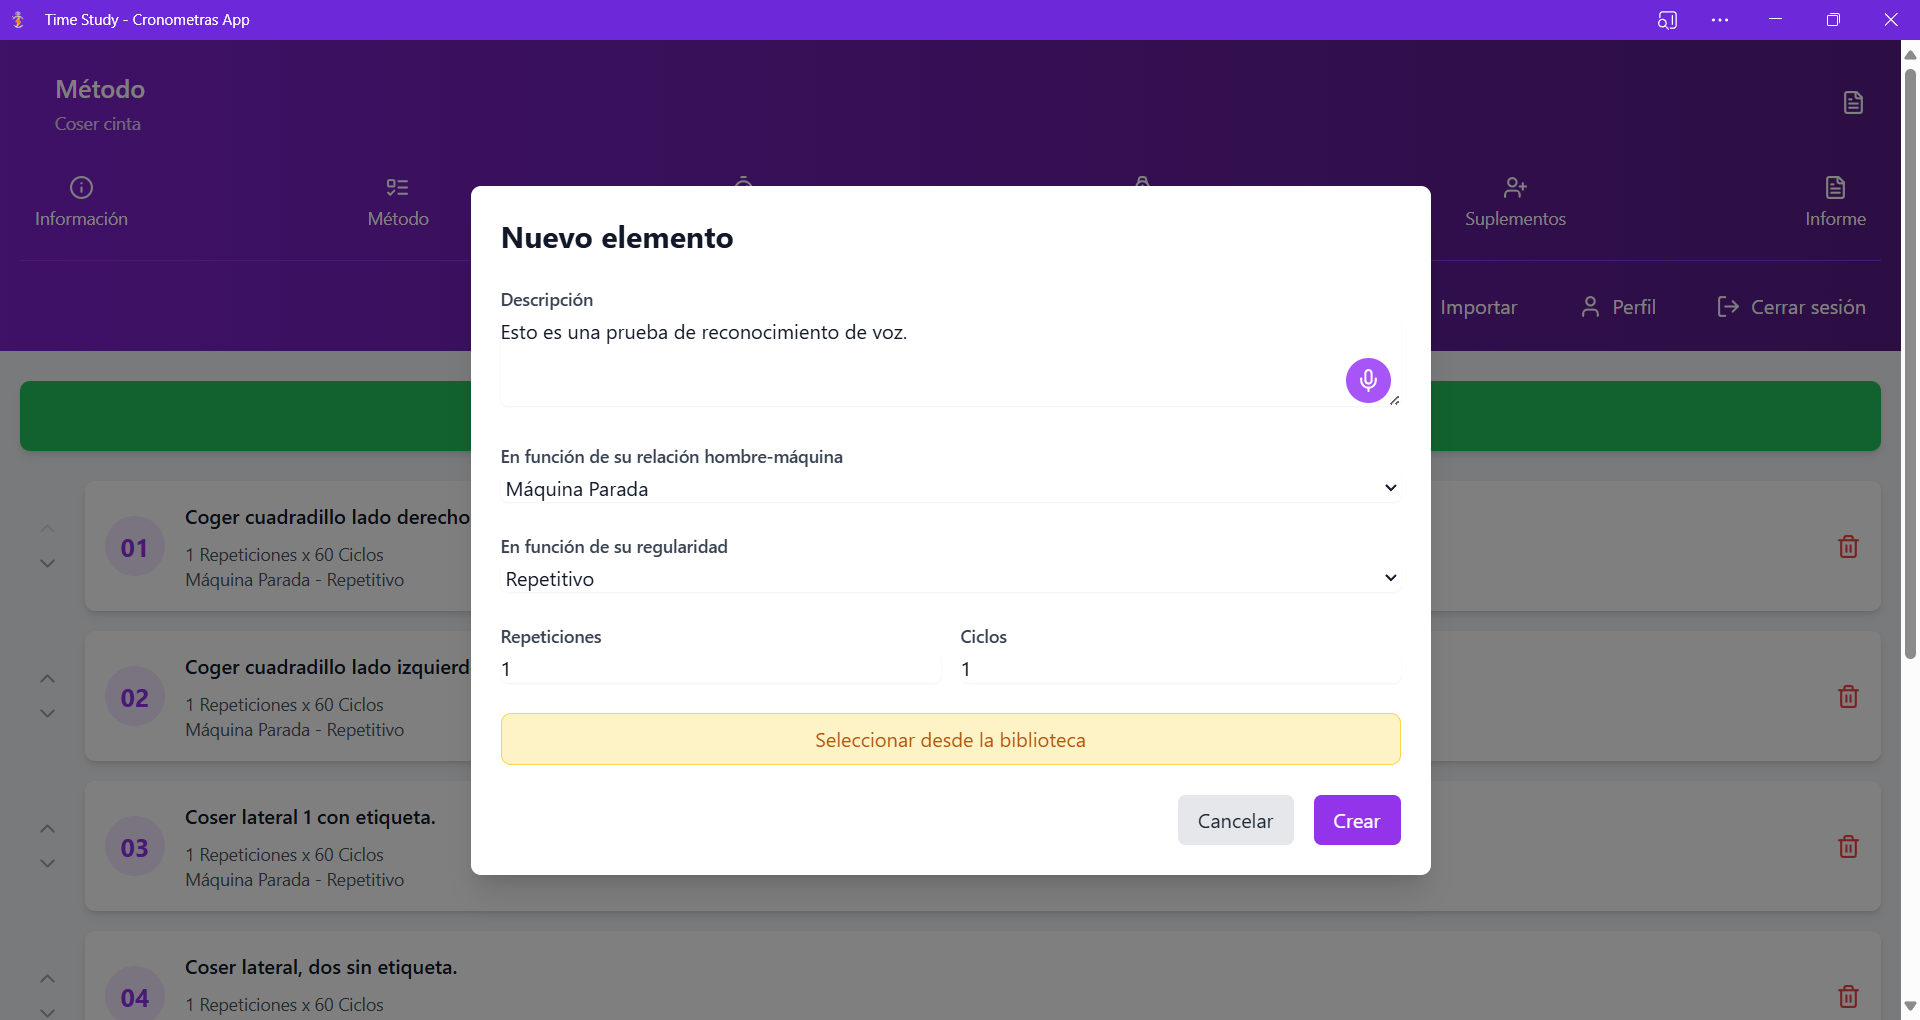 Time Study - Cronometras App
Método
Coser cinta
Información
Método
Suplementos
Informe
Importar
Perfil
Cerrar sesión
Nuevo elemento
Descripción
Esto es una prueba de reconocimiento de voz.
En función de su relación hombre-máquina
Máquina Parada
En función de su regularidad
Repetitivo
Repeticiones
Ciclos
1
1
Seleccionar desde la biblioteca
Cancelar
Crear
01
Coger cuadradillo lado derecho
1 Repeticiones x 60 Ciclos
Máquina Parada - Repetitivo
02
Coger cuadradillo lado izquierd
1 Repeticiones x 60 Ciclos
Máquina Parada - Repetitivo
03
Coser lateral 1 con etiqueta.
1 Repeticiones x 60 Ciclos
Máquina Parada - Repetitivo
04
Coser lateral, dos sin etiqueta.
1 Repeticiones x 60 Ciclos